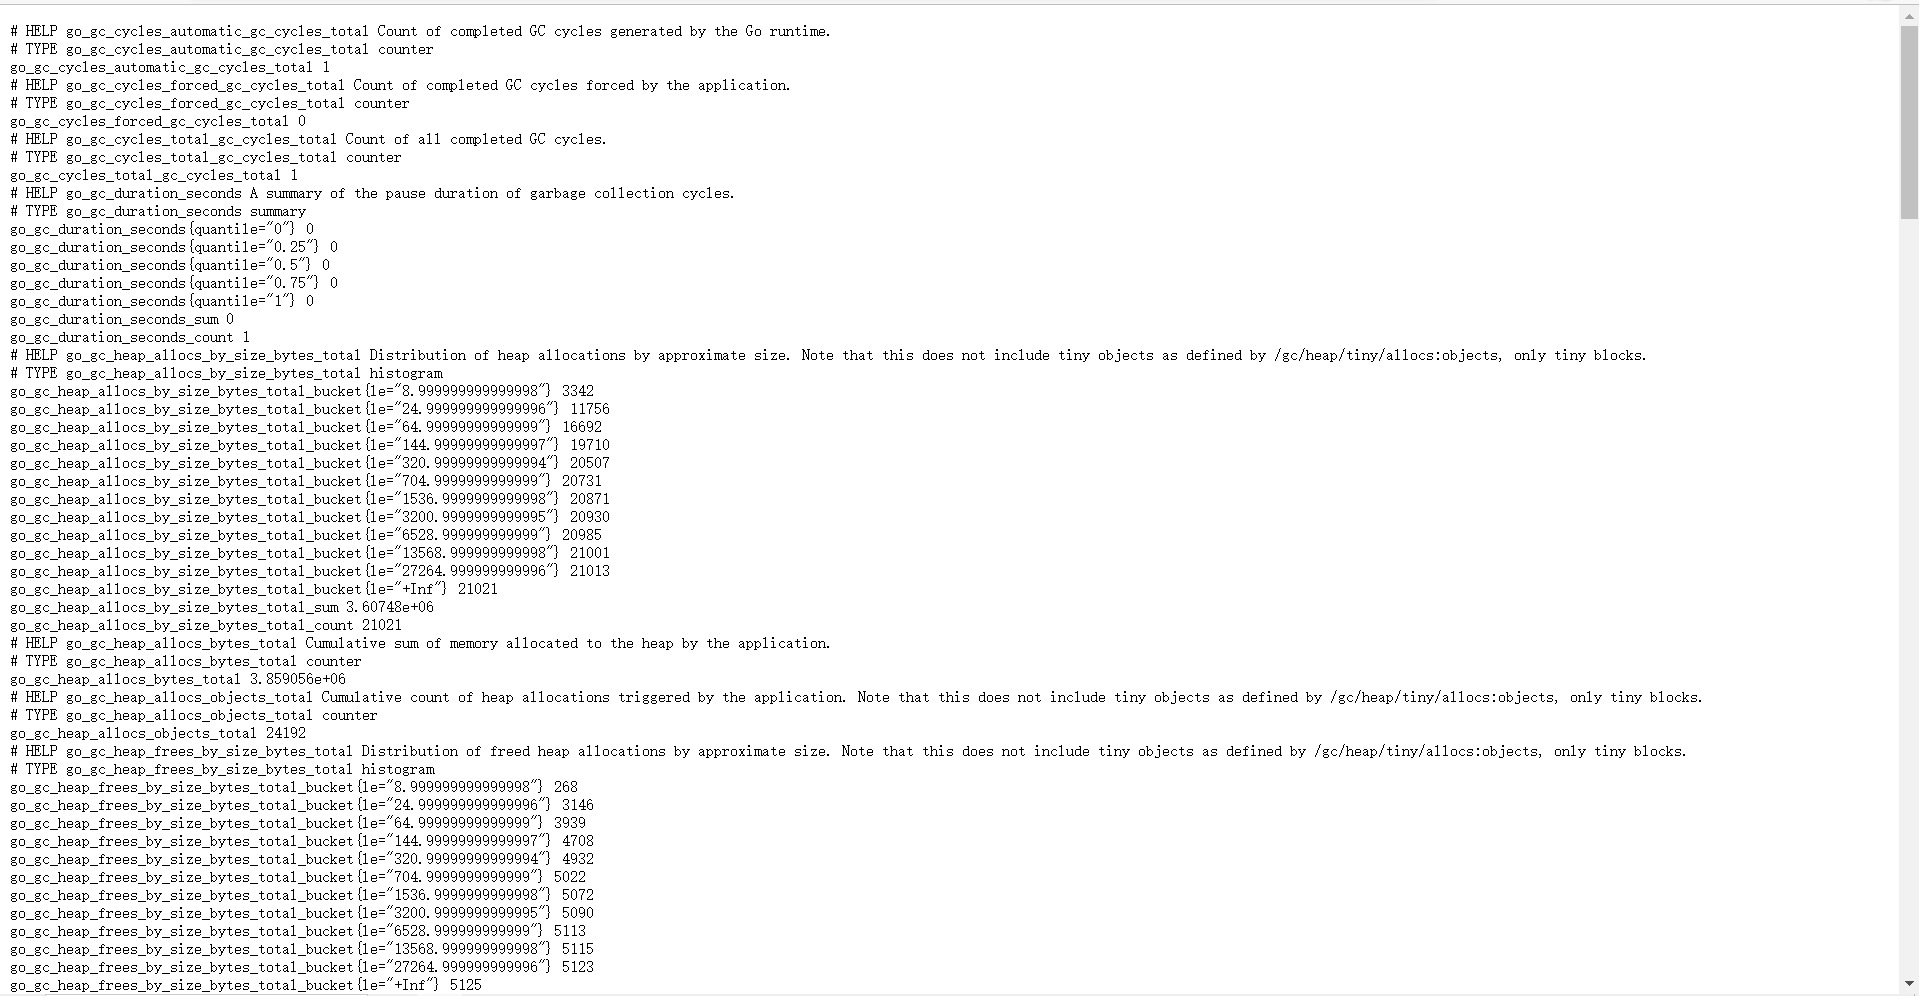 # HELP go_gc_cycles_automatic_gc_cycles_total Count of completed GC cycles generated by the Go runtime.
# TYPE go_gc_cycles_automatic_gc_cycles_total counter
go_gc_cycles_automatic_gc_cycles_total 1
# HELP go_gc_cycles_forced_gc_cycles_total Count of completed GC cycles forced by the application.
# TYPE go_gc_cycles_forced_gc_cycles_total counter
go_gc_cycles_forced_gc_cycles_total 0
# HELP go_gc_cycles_total_gc_cycles_total Count of all completed GC cycles.
# TYPE go_gc_cycles_total_gc_cycles_total counter
go_gc_cycles_total_gc_cycles_total 1
# HELP go_gc_duration_seconds A summary of the pause duration of garbage collection cycles.
# TYPE go_gc_duration_seconds summary
go_gc_duration_seconds{quantile="0"} 0
go_gc_duration_seconds{quantile="0.25"} 0
go_gc_duration_seconds{quantile="0.5"} 0
go_gc_duration_seconds{quantile="0.75"} 0
go_gc_duration_seconds{quantile="1"} 0
go_gc_duration_seconds_sum 0
go_gc_duration_seconds_count 1
# HELP go_gc_heap_allocs_by_size_bytes_total Distribution of heap allocations by approximate size. Note that this does not include tiny objects as defined by /gc/heap/tiny/allocs:objects, only tiny blocks.
# TYPE go_gc_heap_allocs_by_size_bytes_total histogram
go_gc_heap_allocs_by_size_bytes_total_bucket{le="8.999999999999998"} 3342
go_gc_heap_allocs_by_size_bytes_total_bucket{le="24.999999999999996"} 11756
go_gc_heap_allocs_by_size_bytes_total_bucket{le="64.99999999999999"} 16692
go_gc_heap_allocs_by_size_bytes_total_bucket{le="144.99999999999997"} 19710
go_gc_heap_allocs_by_size_bytes_total_bucket{le="320.99999999999994"} 20507
go_gc_heap_allocs_by_size_bytes_total_bucket{le="704.9999999999999"} 20731
go_gc_heap_allocs_by_size_bytes_total_bucket{le="1536.9999999999998"} 20871
go_gc_heap_allocs_by_size_bytes_total_bucket{le="3200.9999999999995"} 20930
go_gc_heap_allocs_by_size_bytes_total_bucket{le="6528.999999999999"} 20985
go_gc_heap_allocs_by_size_bytes_total_bucket{le="13568.999999999998"} 21001
go_gc_heap_allocs_by_size_bytes_total_bucket{le="27264.999999999996"} 21013
go_gc_heap_allocs_by_size_bytes_total_bucket{le="+Inf"} 21021
go_gc_heap_allocs_by_size_bytes_total_sum 3.60748e+06
go_gc_heap_allocs_by_size_bytes_total_count 21021
# HELP go_gc_heap_allocs_bytes_total Cumulative sum of memory allocated to the heap by the application.
# TYPE go_gc_heap_allocs_bytes_total counter
go_gc_heap_allocs_bytes_total 3.859056e+06
# HELP go_gc_heap_allocs_objects_total Cumulative count of heap allocations triggered by the application. Note that this does not include tiny objects as defined by /gc/heap/tiny/allocs:objects, only tiny blocks.
# TYPE go_gc_heap_allocs_objects_total counter
go_gc_heap_allocs_objects_total 24192
# HELP go_gc_heap_frees_by_size_bytes_total Distribution of freed heap allocations by approximate size. Note that this does not include tiny objects as defined by /gc/heap/tiny/allocs:objects, only tiny blocks.
# TYPE go_gc_heap_frees_by_size_bytes_total histogram
go_gc_heap_frees_by_size_bytes_total_bucket{le="8.999999999999998"} 268
go_gc_heap_frees_by_size_bytes_total_bucket{le="24.999999999999996"} 3146
go_gc_heap_frees_by_size_bytes_total_bucket{le="64.99999999999999"} 3939
go_gc_heap_frees_by_size_bytes_total_bucket{le="144.99999999999997"} 4708
go_gc_heap_frees_by_size_bytes_total_bucket{le="320.99999999999994"} 4932
go_gc_heap_frees_by_size_bytes_total_bucket{le="704.9999999999999"} 5022
go_gc_heap_frees_by_size_bytes_total_bucket{le="1536.9999999999998"} 5072
go_gc_heap_frees_by_size_bytes_total_bucket{le="3200.9999999999995"} 5090
go_gc_heap_frees_by_size_bytes_total_bucket{le="6528.999999999999"} 5113
go_gc_heap_frees_by_size_bytes_total_bucket{le="13568.999999999998"} 5115
go_gc_heap_frees_by_size_bytes_total_bucket{le="27264.999999999996"} 5123
go_gc_heap_frees_by_size_bytes_total_bucket{le="+Inf"} 5125